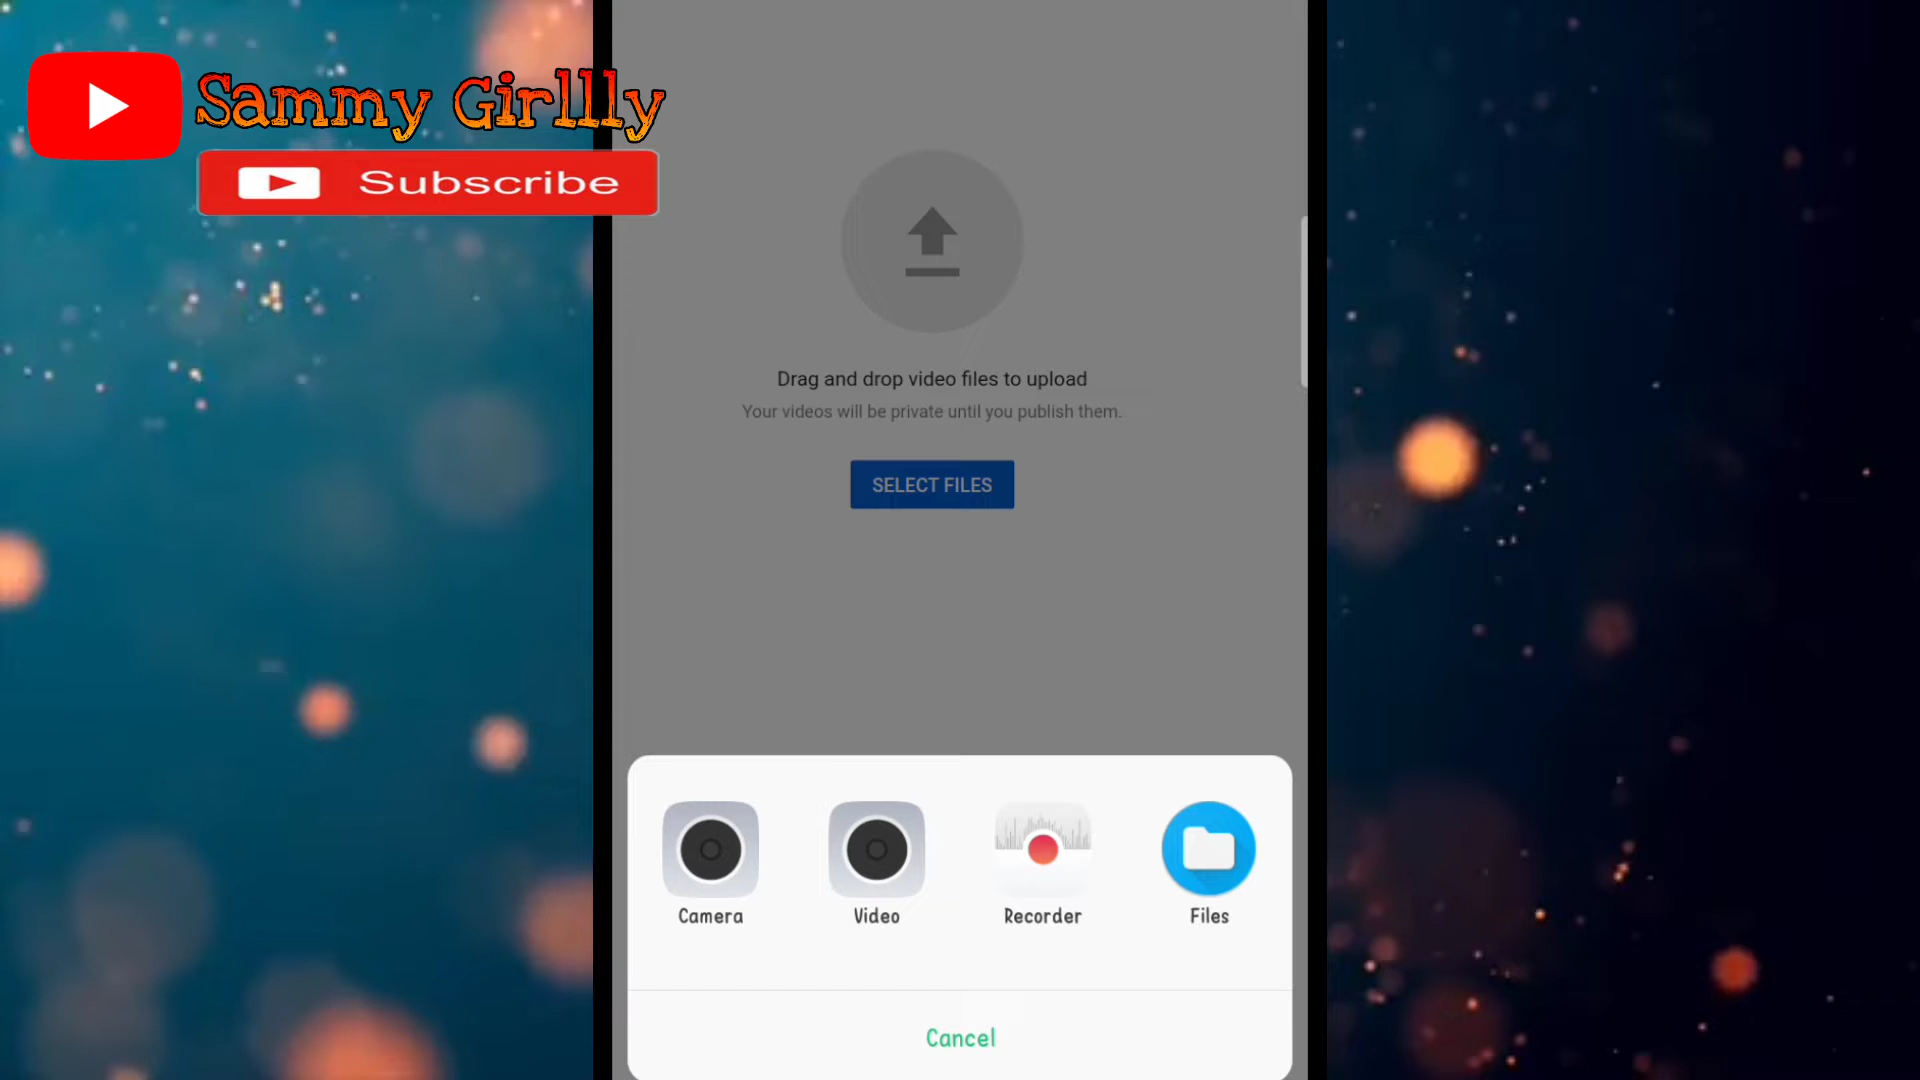 Sammy Girllly
Subscribe
Drag and drop video files to upload
Your videos will be private until you publish them.
SELECT FILES
Camera
Video
Recorder
Files
Cancel